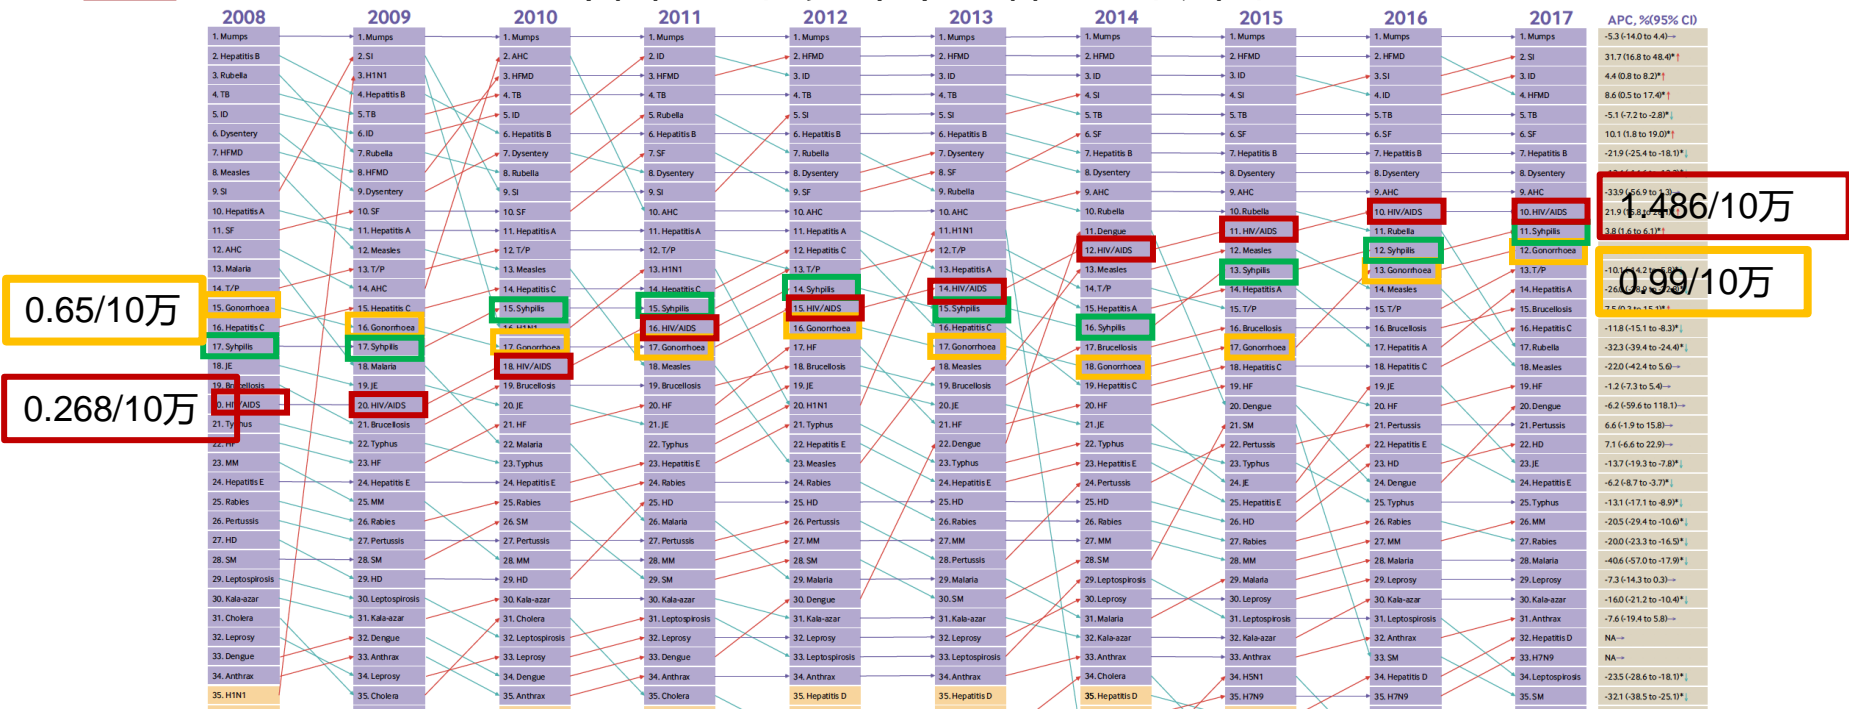 2008
1. Mumps
2. Hepatitis B
3. Rubella
4. TB
5. ID
6. Dysentery
7. HFMD
8. Measles
9. SI
10. Hepatitis A
11. SF
12. AHC
13. Malaria
14. T/P
15. Gonorrhoea
16. Hepatitis C
17. Syhpilis
18. JE
19. Brucellosis
0. HIV/AIDS
21. Typhus
22. HF
23. MM
24. Hepatitis E
25. Rabies
26. Pertussis
27. HD
28. SM
29. Leptospirosis
30. Kala-azar
31. Cholera
32. Leprosy
33. Dengue
34. Anthrax
35. H1N1
0.65/10万
0.268/10万
2009
1. Mumps
2. SI
3. H1N1
4. Hepatitis B
5. TB
6. ID
7. Rubella
8. HFMD
9. Dysentery
10. SF
11. Hepatitis A
12. Measles
13. T/P
14. AHC
15. Hepatitis C
16. Gonorrhoea
17. Syhpilis
18. Malaria
19. JE
20. HIV/AIDS
21. Brucellosis
22. Typhus
23. HF
24. Hepatitis E
25. MM
26. Rabies
27. Pertussis
28. SM
29. HD
30. Leptospirosis
31. Kala-azar
32. Dengue
33. Anthrax
34. Leprosy
35. Cholera
2010
1. Mumps
2. AHC
3. HFMD
4. TB
5. ID
6. Hepatitis B
7. Dysentery
8. Rubella
9. SI
10. SF
11. Hepatitis A
12. T/P
13. Measles
14. Hepatitis C
15. Syhpilis
16. H1N1
17. Gonorrhoea
18. HIV/AIDS
19. Brucellosis
20. JE
21. HF
22. Malaria
23. Typhus
24. Hepatitis E
25. Rabies
26. SM
27. Pertussis
28. MM
29. HD
30. Kala-azar
31. Cholera
32. Leptospirosis
33. Leprosy
34. Dengue
35. Anthrax
2011
1. Mumps
2. ID
3. HFMD
4. TB
5. Rubella
6. Hepatitis B
7. SF
8. Dysentery
9. SI
10. AHC
11. Hepatitis A
12. T/P
13. H1N1
14. Hepatitis C
15. Syhpilis
16. HIV/AIDS
17. Gonorrhoea
18. Measles
19. Brucellosis
20. HF
21. JE
22. Typhus
23. Hepatitis E
24. Rabies
25. HD
26. Malaria
27. Pertussis
28. MM
29. SM
30. Kala-azar
31. Leptospirosis
32. Leprosy
33. Dengue
34. Anthrax
35. Cholera
2012
1. Mumps
2. HFMD
3. ID
4. TB
5. SI
6. Hepatitis B
7. Rubella
8. Dysentery
9. SF
10. AHC
11. Hepatitis A
12. Hepatitis C
13. T/P
14. Syhpilis
15. HIV/AIDS
16. Gonorrhoea
17. HF
18. Brucellosis
19. JE
20. H1N1
21. Typhus
22. Hepatitis E
23. Measles
24. Rabies
25. HD
26. Pertussis
27. MM
28. SM
29. Malaria
30. Dengue
31. Kala-azar
32. Leprosy
33. Leptospirosis
34. Anthrax
35. Hepatitis D
2013
1. Mumps
2. HFMD
3. ID
4. TB
5. SI
6. Hepatitis B
7. Dysentery
8. SF
9. Rubella
10. AHC
11. H1N1
12. T/P
13. Hepatitis A
14. HIV/AIDS
15. Syhpilis
16. Hepatitis C
17. Gonorrhoea
18. Measles
19. Brucellosis
20. JE
21. HF
22. Dengue
23. Typhus
24. Hepatitis E
25. HD
26. Rabies
27. MM
28. Pertussis
29. Malaria
30. SM
31. Kala-azar
32. Leprosy
33. Leptospirosis
34. Anthrax
35. Hepatitis D
2014
1. Mumps
2. HFMD
3. ID
4. SI
5. TB
6. SF
7. Hepatitis B
8. Dysentery
9. AHC
10. Rubella
11. Dengue
12. HIV/AIDS
13. Measles
14. T/P
15. Hepatitis A
16. Syhpilis
17. Brucellosis
18. Gonorrhoea
19. Hepatitis C
20. HF
21. JE
22. Typhus
23. Hepatitis E
24. Pertussis
25. HD
26. Rabies
27. MM
28. SM
29. Leptospirosis
30. Leprosy
31. Malaria
32. Kala-azar
33. Anthrax
34. Cholera
35. Hepatitis D
2015
1. Mumps
2. HFMD
3. ID
4. SI
5. TB
6. SF
7. Hepatitis B
8. Dysentery
9. AHC
10. Rubella
11. HIV/AIDS
12. Measles
13. Syhpilis
14. Hepatitis A
15. T/P
16. Brucellosis
17. Gonorrhoea
18. Hepatitis C
19. HF
20. Dengue
21. SM
22. Pertussis
23. Typhus
24. JE
25. Hepatitis E
26. HD
27. Rabies
28. MM
29. Malaria
30. Leprosy
31. Leptospirosis
32. Kala-azar
33. Anthrax
34. H5N1
35. H7N9
2016
1. Mumps
2. HFMD
3. SI
4. ID
5. TB
6. SF
7. Hepatitis B
8. Dysentery
9. AHC
10. HIV/AIDS
11. Rubella
12. Syhpilis
13. Gonorrhoea
14. Measles
15. T/P
16. Brucellosis
17. Hepatitis A
18. Hepatitis C
19. JE
20. HF
21. Pertussis
22. Hepatitis E
23. HD
24. Dengue
25. Typhus
26. Rabies
27. MM
28. Malaria
29. Leprosy
30. Kala-azar
31. Leptospirosis
32. Anthrax
33. SM
34. Hepatitis D
35. H7N9
2017
1. Mumps
2. SI
3. ID
4. HFMD
5. TB
6. SF
7. Hepatitis B
8. Dysentery
9. AHC
10. HIV/AIDS
11. Syhpilis
12. Gonorrhoea
13. T/P
14. Hepatitis A
15. Brucellosis
16. Hepatitis C
17. Rubella
18. Measles
19. HF
20. Dengue
21. Pertussis
22. HD
23. JE
24. Hepatitis E
25. Typhus
26. MM
27. Rabies
28. Malaria
29. Leprosy
30. Kala-azar
31. Anthrax
32. Hepatitis D
33. H7N9
34. Leptospirosis
35. SM
APC, %(95% CI)
-5.3 (-14.0 to 4.4)→
31.7 (16.8 to 48.4)*↑
4.4 (0.8 to 8.2)*↑
8.6 (0.5 to 17.4)*↑
-5.1 (-7.2 to -2.8)*↓
10.1 (1.8 to 19.0)*↑
-21.9 (-25.4 to -18.1)*↓
-33.9 (-56.9 to 1.3)→
1.486/10万
3.8 (1.6 to 6.1)*↑
0.99/10万
-11.8 (-15.1 to -8.3)*↓
-32.3 (-39.4 to -24.4)*↓
-22.0 (-42.4 to 5.6)→
-1.2 (-7.3 to 5.4)→
-6.2 (-59.6 to 118.1)→
6.6 (-1.9 to 15.8)→
7.1 (-6.6 to 22.9)→
-13.7 (-19.3 to -7.8)*↓
-6.2 (-8.7 to -3.7)*↓
-13.1 (-17.1 to -8.9)*↓
-20.5 (-29.4 to -10.6)*↓
-20.0 (-23.3 to -16.5)*↓
-40.6 (-57.0 to -17.9)*↓
-7.3 (-14.3 to 0.3)→
-16.0 (-21.2 to -10.4)*↓
-7.6 (-19.4 to 5.8)→
NA→
NA→
-23.5 (-28.6 to -18.1)*↓
-32.1 (-38.5 to -25.1)*↓